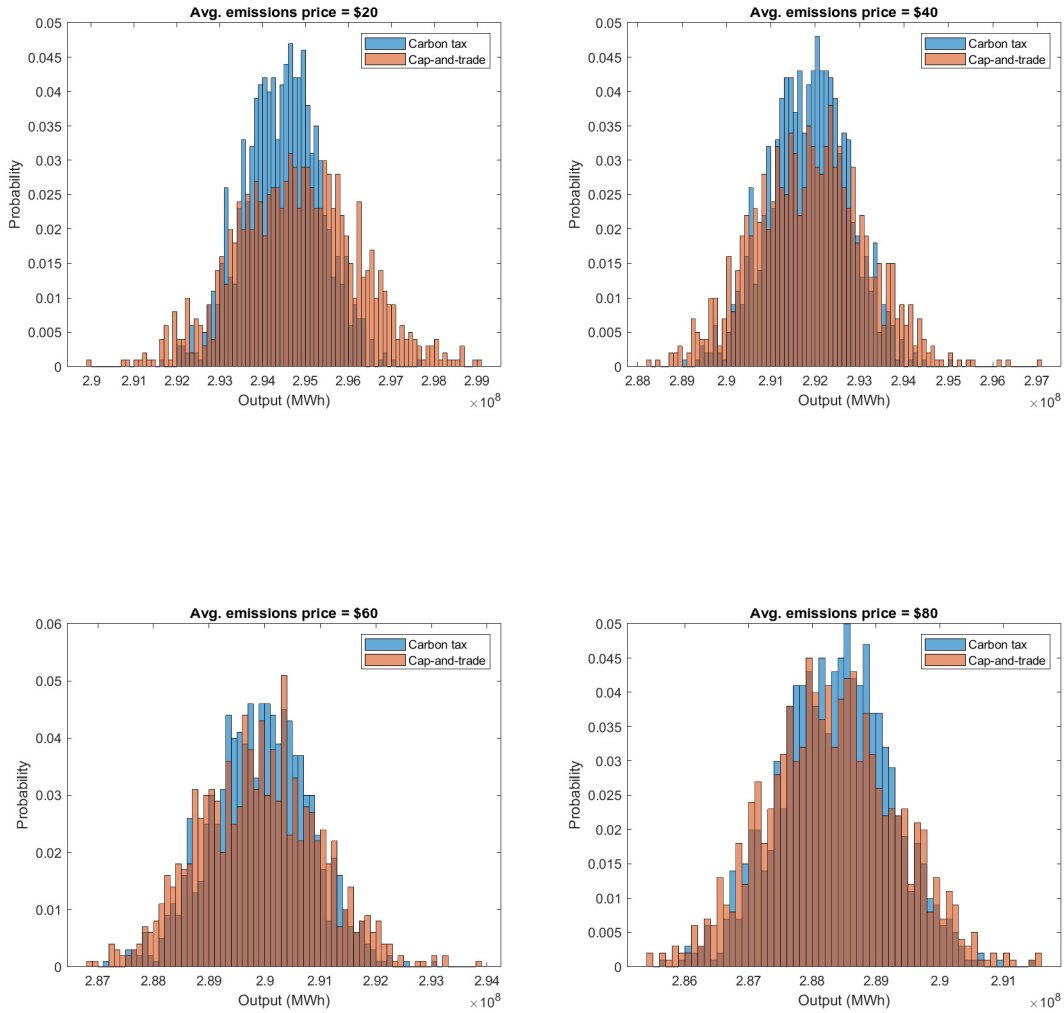 Avg. emissions price = $20
0.05
0.045
0.04
0.035
0.03
0.025
0.02
0.015
0.01
0.005
0
Probability
Carbon tax
Cap-and-trade
2.9 2.91 2.92 2.93 2.94 2.95 2.96 2.97 2.98 2.99
Output (MWh)
×10^8
Avg. emissions price = $40
0.05
0.045
0.04
0.035
0.03
0.025
0.02
0.015
0.01
0.005
0
Probability
Carbon tax
Cap-and-trade
2.88 2.89 2.9 2.91 2.92 2.93 2.94 2.95 2.96 2.97
Output (MWh)
×10^8
Avg. emissions price = $60
0.06
0.05
0.04
0.03
0.02
0.01
0
Probability
Carbon tax
Cap-and-trade
2.87 2.88 2.89 2.9 2.91 2.92 2.93 2.94
Output (MWh)
×10^8
Avg. emissions price = $80
0.05
0.045
0.04
0.035
0.03
0.025
0.02
0.015
0.01
0.005
0
Probability
Carbon tax
Cap-and-trade
2.86 2.87 2.88 2.89 2.9 2.91
Output (MWh)
×10^8